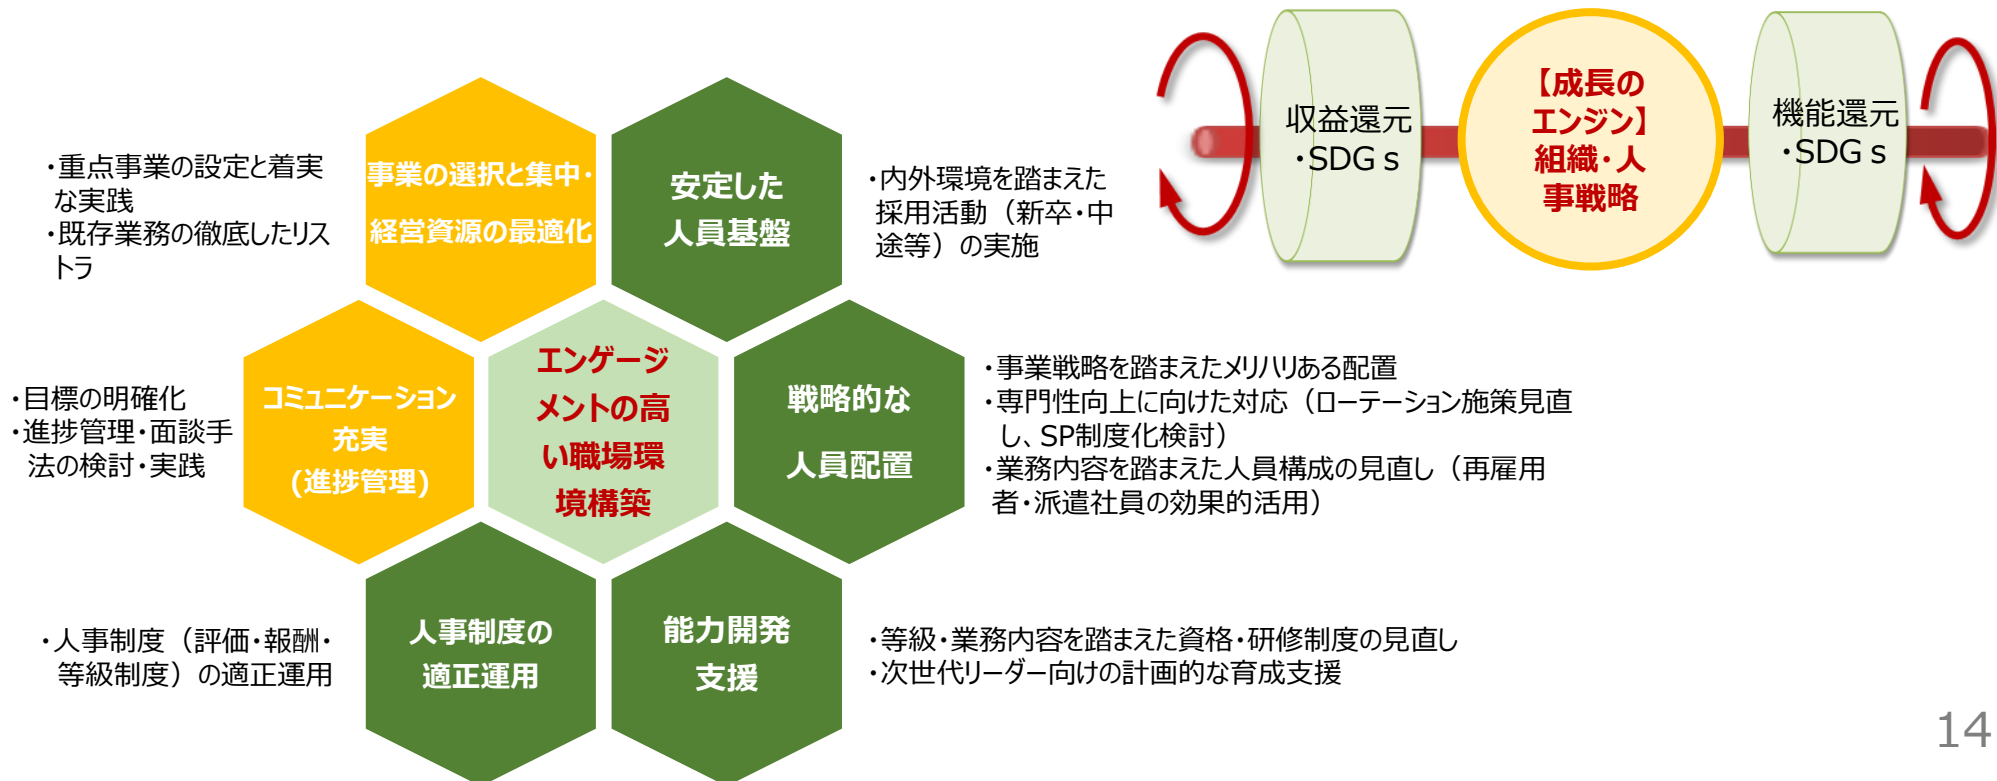 収益還元
・SDGｓ
【成長の
エンジン】
組織・人
事戦略
機能還元
・SDGｓ
・重点事業の設定と着実
な実践
・既存業務の徹底したリス
トラ
事業の選択と集中・
経営資源の最適化
安定した
人員基盤
・内外環境を踏まえた
採用活動（新卒・中
途等）の実施
・目標の明確化
・進捗管理・面談手
法の検討・実践
コミュニケーション
充実
(進捗管理)
エンゲージ
メントの高
い職場環
境構築
戦略的な
人員配置
・事業戦略を踏まえたメリハリある配置
・専門性向上に向けた対応（ローテーション施策見直
し、SP制度化検討）
・業務内容を踏まえた人員構成の見直し（再雇用
者・派遣社員の効果的活用）
・人事制度（評価・報酬・
等級制度）の適正運用
人事制度の
適正運用
能力開発
支援
・等級・業務内容を踏まえた資格・研修制度の見直し
・次世代リーダー向けの計画的な育成支援
14